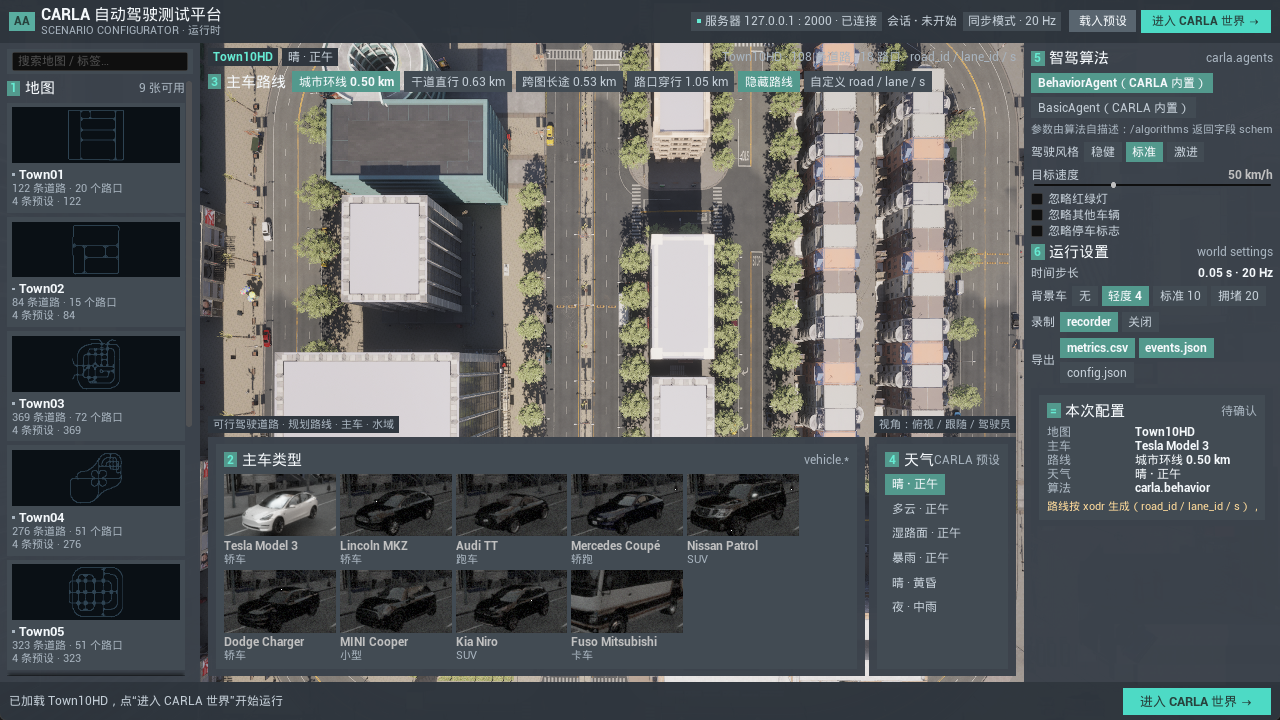 AA
CARLA 自动驾驶测试平台
SCENARIO CONFIGURATOR · 运行时
服务器 127.0.0.1 : 2000 · 已连接
会话 · 未开始
同步模式 · 20 Hz
载入预设
进入 CARLA 世界 →
搜索地图 / 标签...
1 地图
9 张可用
Town01
122 条道路 · 20 个路口
4 条预设 · 122
Town02
84 条道路 · 15 个路口
4 条预设 · 84
Town03
369 条道路 · 72 个路口
4 条预设 · 369
Town04
276 条道路 · 26 个路口
4 条预设 · 276
Town05
323 条道路 · 51 个路口
4 条预设 · 323
Town10HD
晴 · 正午
road_id / lane_id / s
3 主车路线
城市环线 0.50 km
干道直行 0.63 km
跨图长途 0.53 km
路口穿行 1.05 km
隐藏路线
自定义 road / lane / s
可行驾驶道路 · 规划路线 · 主车 · 水域
视角：俯视 / 跟随 / 驾驶员
2 主车类型
vehicle.*
Tesla Model 3
轿车
Lincoln MKZ
轿车
Audi TT
跑车
Mercedes Coupé
轿跑
Nissan Patrol
SUV
Dodge Charger
轿车
MINI Cooper
小型
Kia Niro
SUV
Fuso Mitsubishi
卡车
4 天气
CARLA 预设
晴 · 正午
多云 · 正午
湿路面 · 正午
暴雨 · 正午
晴 · 黄昏
夜 · 中雨
5 智驾算法
carla.agents
BehaviorAgent（CARLA 内置）
BasicAgent（CARLA 内置）
参数由算法自描述：/algorithms 返回字段 schem
驾驶风格
稳健
标准
激进
目标速度
50 km/h
忽略红绿灯
忽略其他车辆
忽略停车标志
6 运行设置
world settings
时间步长
0.05 s · 20 Hz
背景车
无
轻度 4
标准 10
拥堵 20
录制
recorder
关闭
导出
metrics.csv
events.json
config.json
= 本次配置
待确认
地图 Town10HD
主车 Tesla Model 3
路线 城市环线 0.50 km
天气 晴 · 正午
算法 carla.behavior
路线按 xodr 生成（road_id / lane_id / s），
已加载 Town10HD，点“进入 CARLA 世界”开始运行
进入 CARLA 世界 →